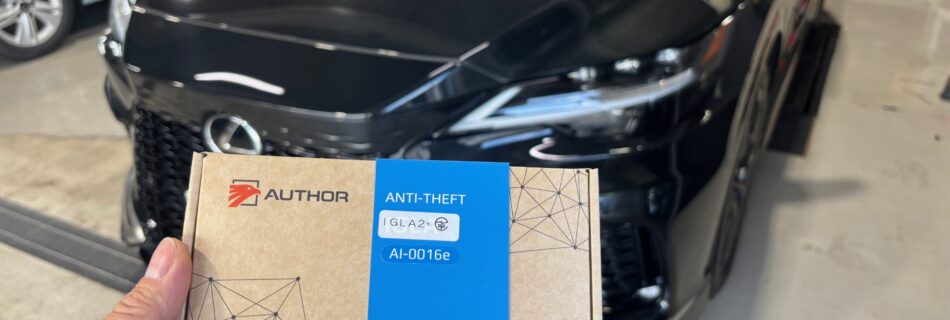 AUTHOR
ANTI-THEFT
IGLA2+
AI-0016e